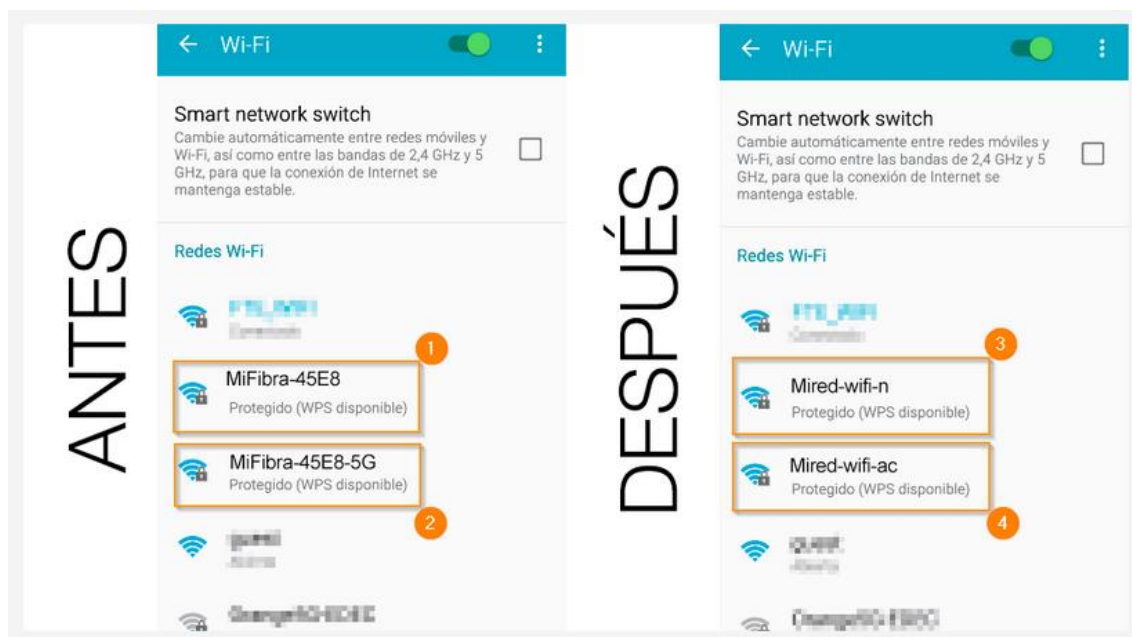 ANTES
Wi-Fi
Smart network switch
Cambie automáticamente entre redes móviles y
Wi-Fi, así como entre las bandas de 2,4 GHz y 5
GHz, para que la conexión de Internet se
mantenga estable.
Redes Wi-Fi
1
MiFibra-45E8
Protegido (WPS disponible)
MiFibra-45E8-5G
Protegido (WPS disponible)
2
DESPUÉS
Wi-Fi
Smart network switch
Cambie automáticamente entre redes móviles y
Wi-Fi, así como entre las bandas de 2,4 GHz y 5
GHz, para que la conexión de Internet se
mantenga estable.
Redes Wi-Fi
3
Mired-wifi-n
Protegido (WPS disponible)
Mired-wifi-ac
Protegido (WPS disponible)
4